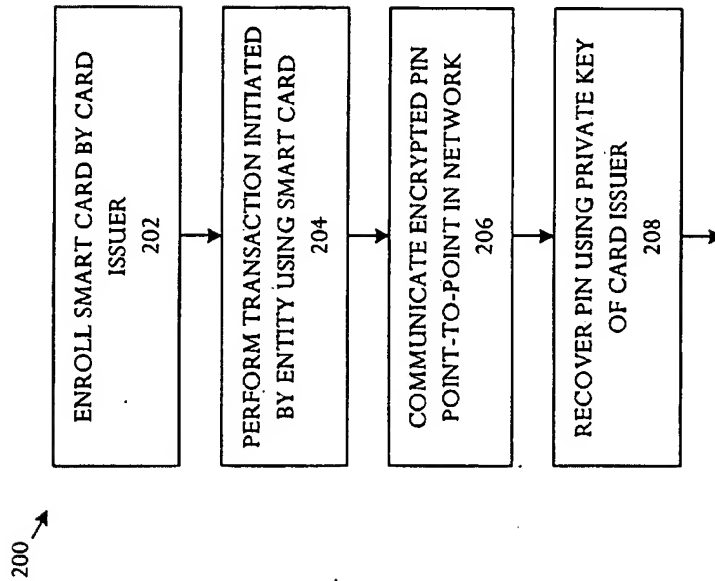 200
ENROLL SMART CARD BY CARD
ISSUER
202
PERFORM TRANSACTION INITIATED
BY ENTITY USING SMART CARD
204
COMMUNICATE ENCRYPTED PIN
POINT-TO-POINT IN NETWORK
206
RECOVER PIN USING PRIVATE KEY
OF CARD ISSUER
208